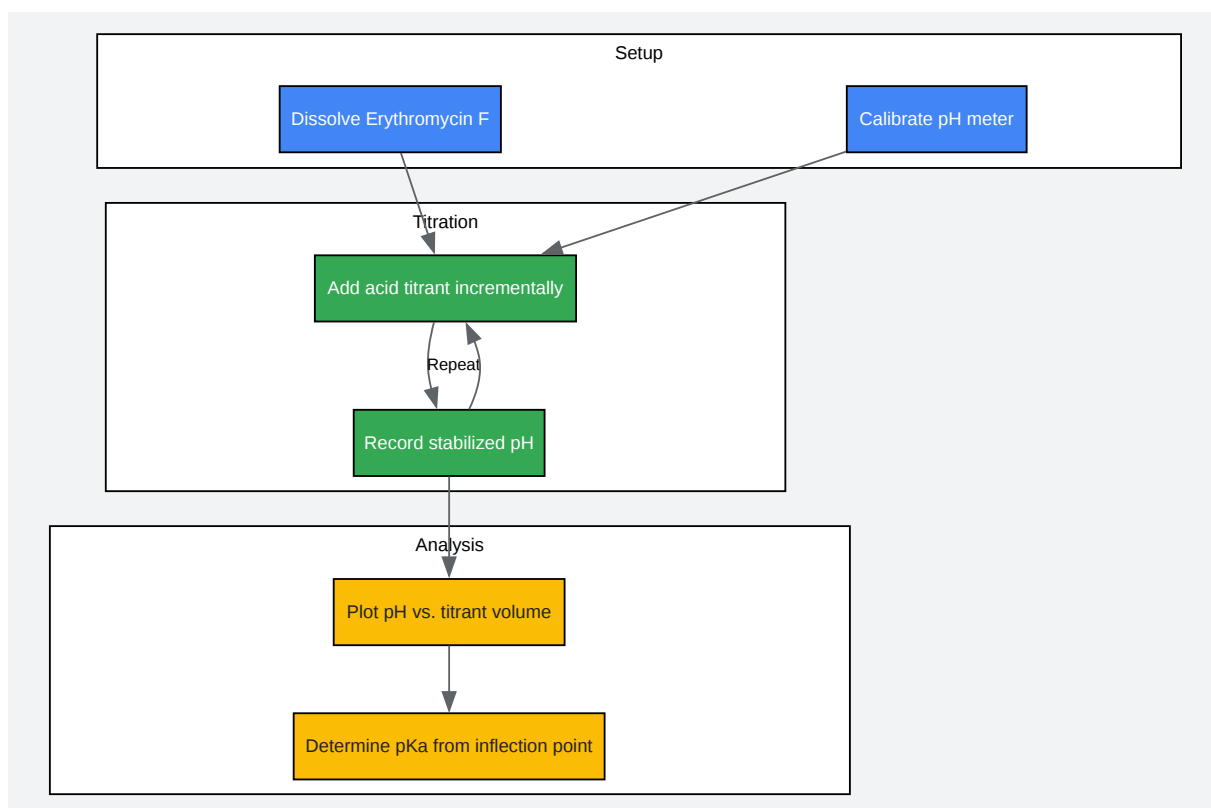 Setup
Dissolve Erythromycin F
Calibrate pH meter
Titration
Add acid titrant incrementally
Repeat
Record stabilized pH
Analysis
Plot pH vs. titrant volume
Determine pKa from inflection point